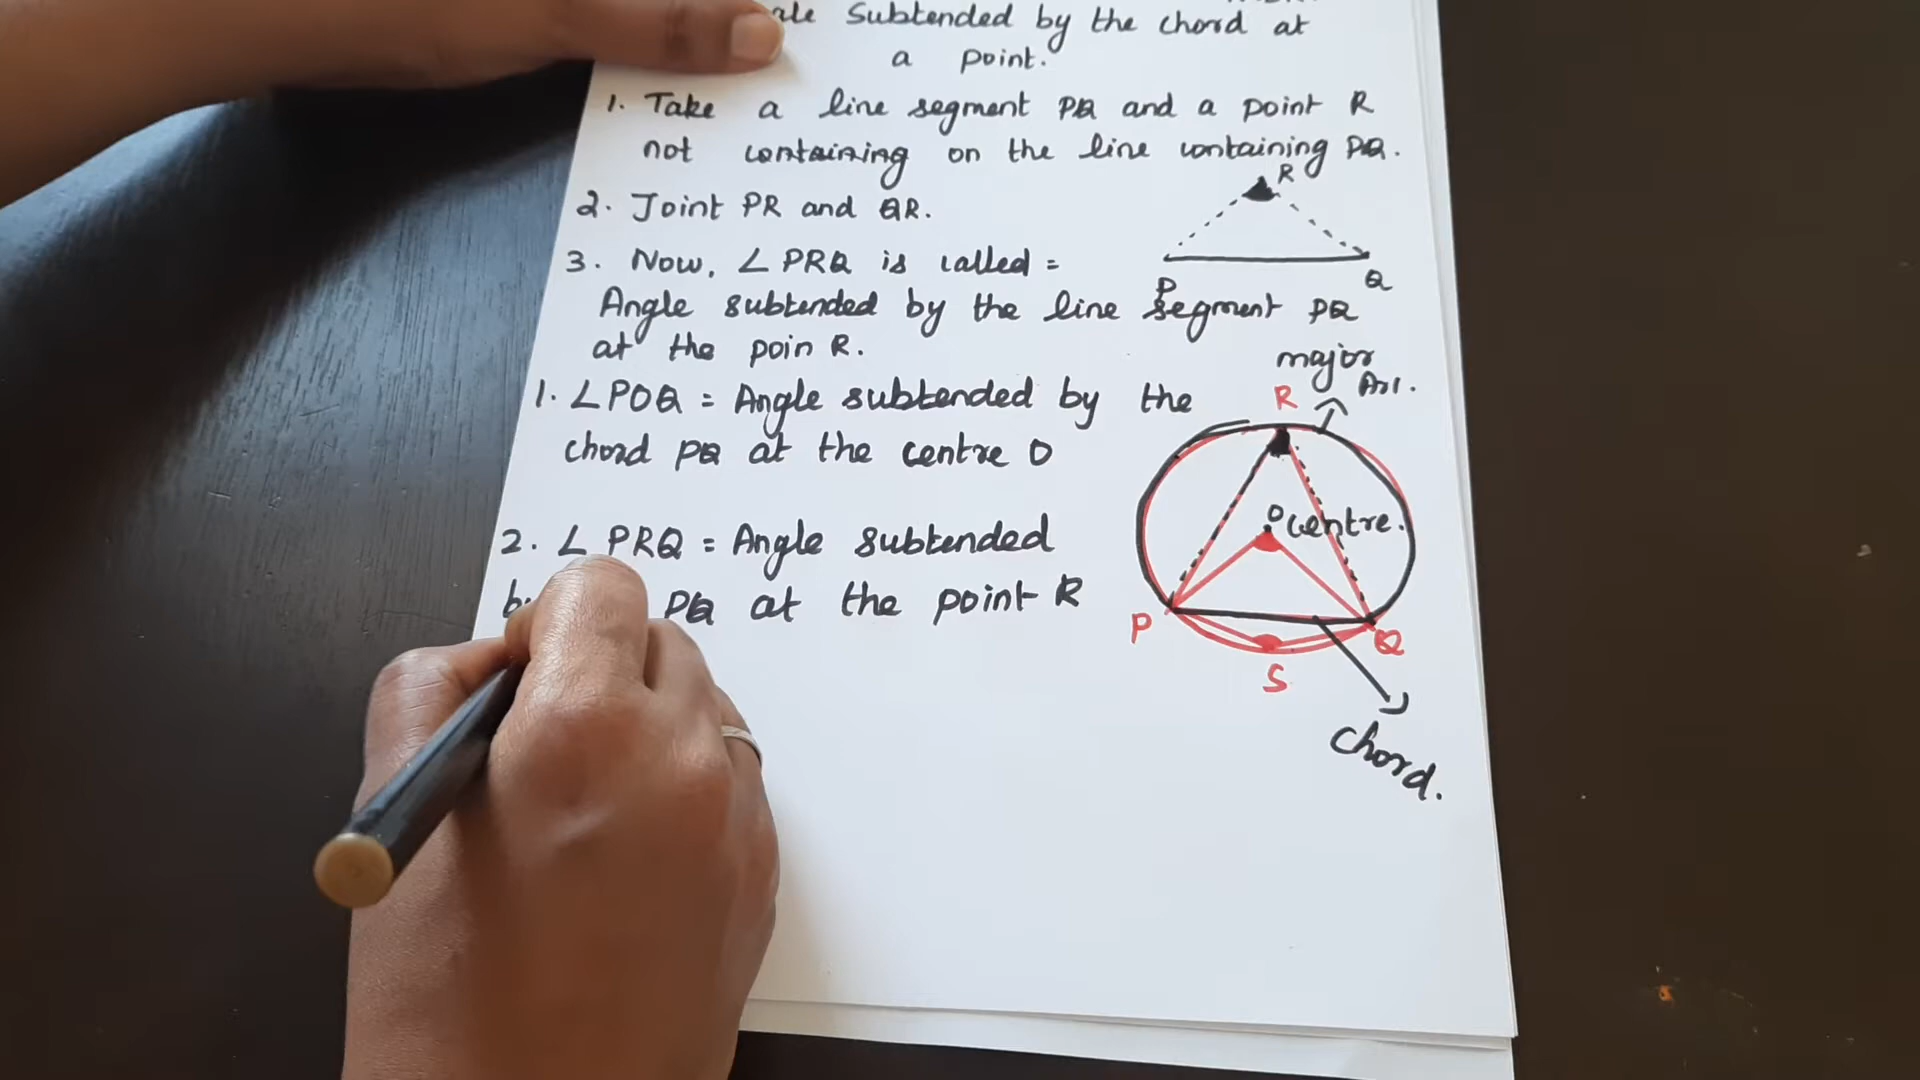 Subtended by the chord at
a point.
1. Take a line segment PQ and a point R
not containing on the line containing PQ.
R
2. Joint PR and QR.
3. Now, ∠ PRQ is called =
P
Q
Angle subtended by the line segment PQ
at the poin R.
major
Arc.
R
1. ∠POQ = Angle subtended by the
chord PQ at the centre O
O centre.
2. ∠ PRQ = Angle subtended
PQ at the point R
P
Q
S
chord.